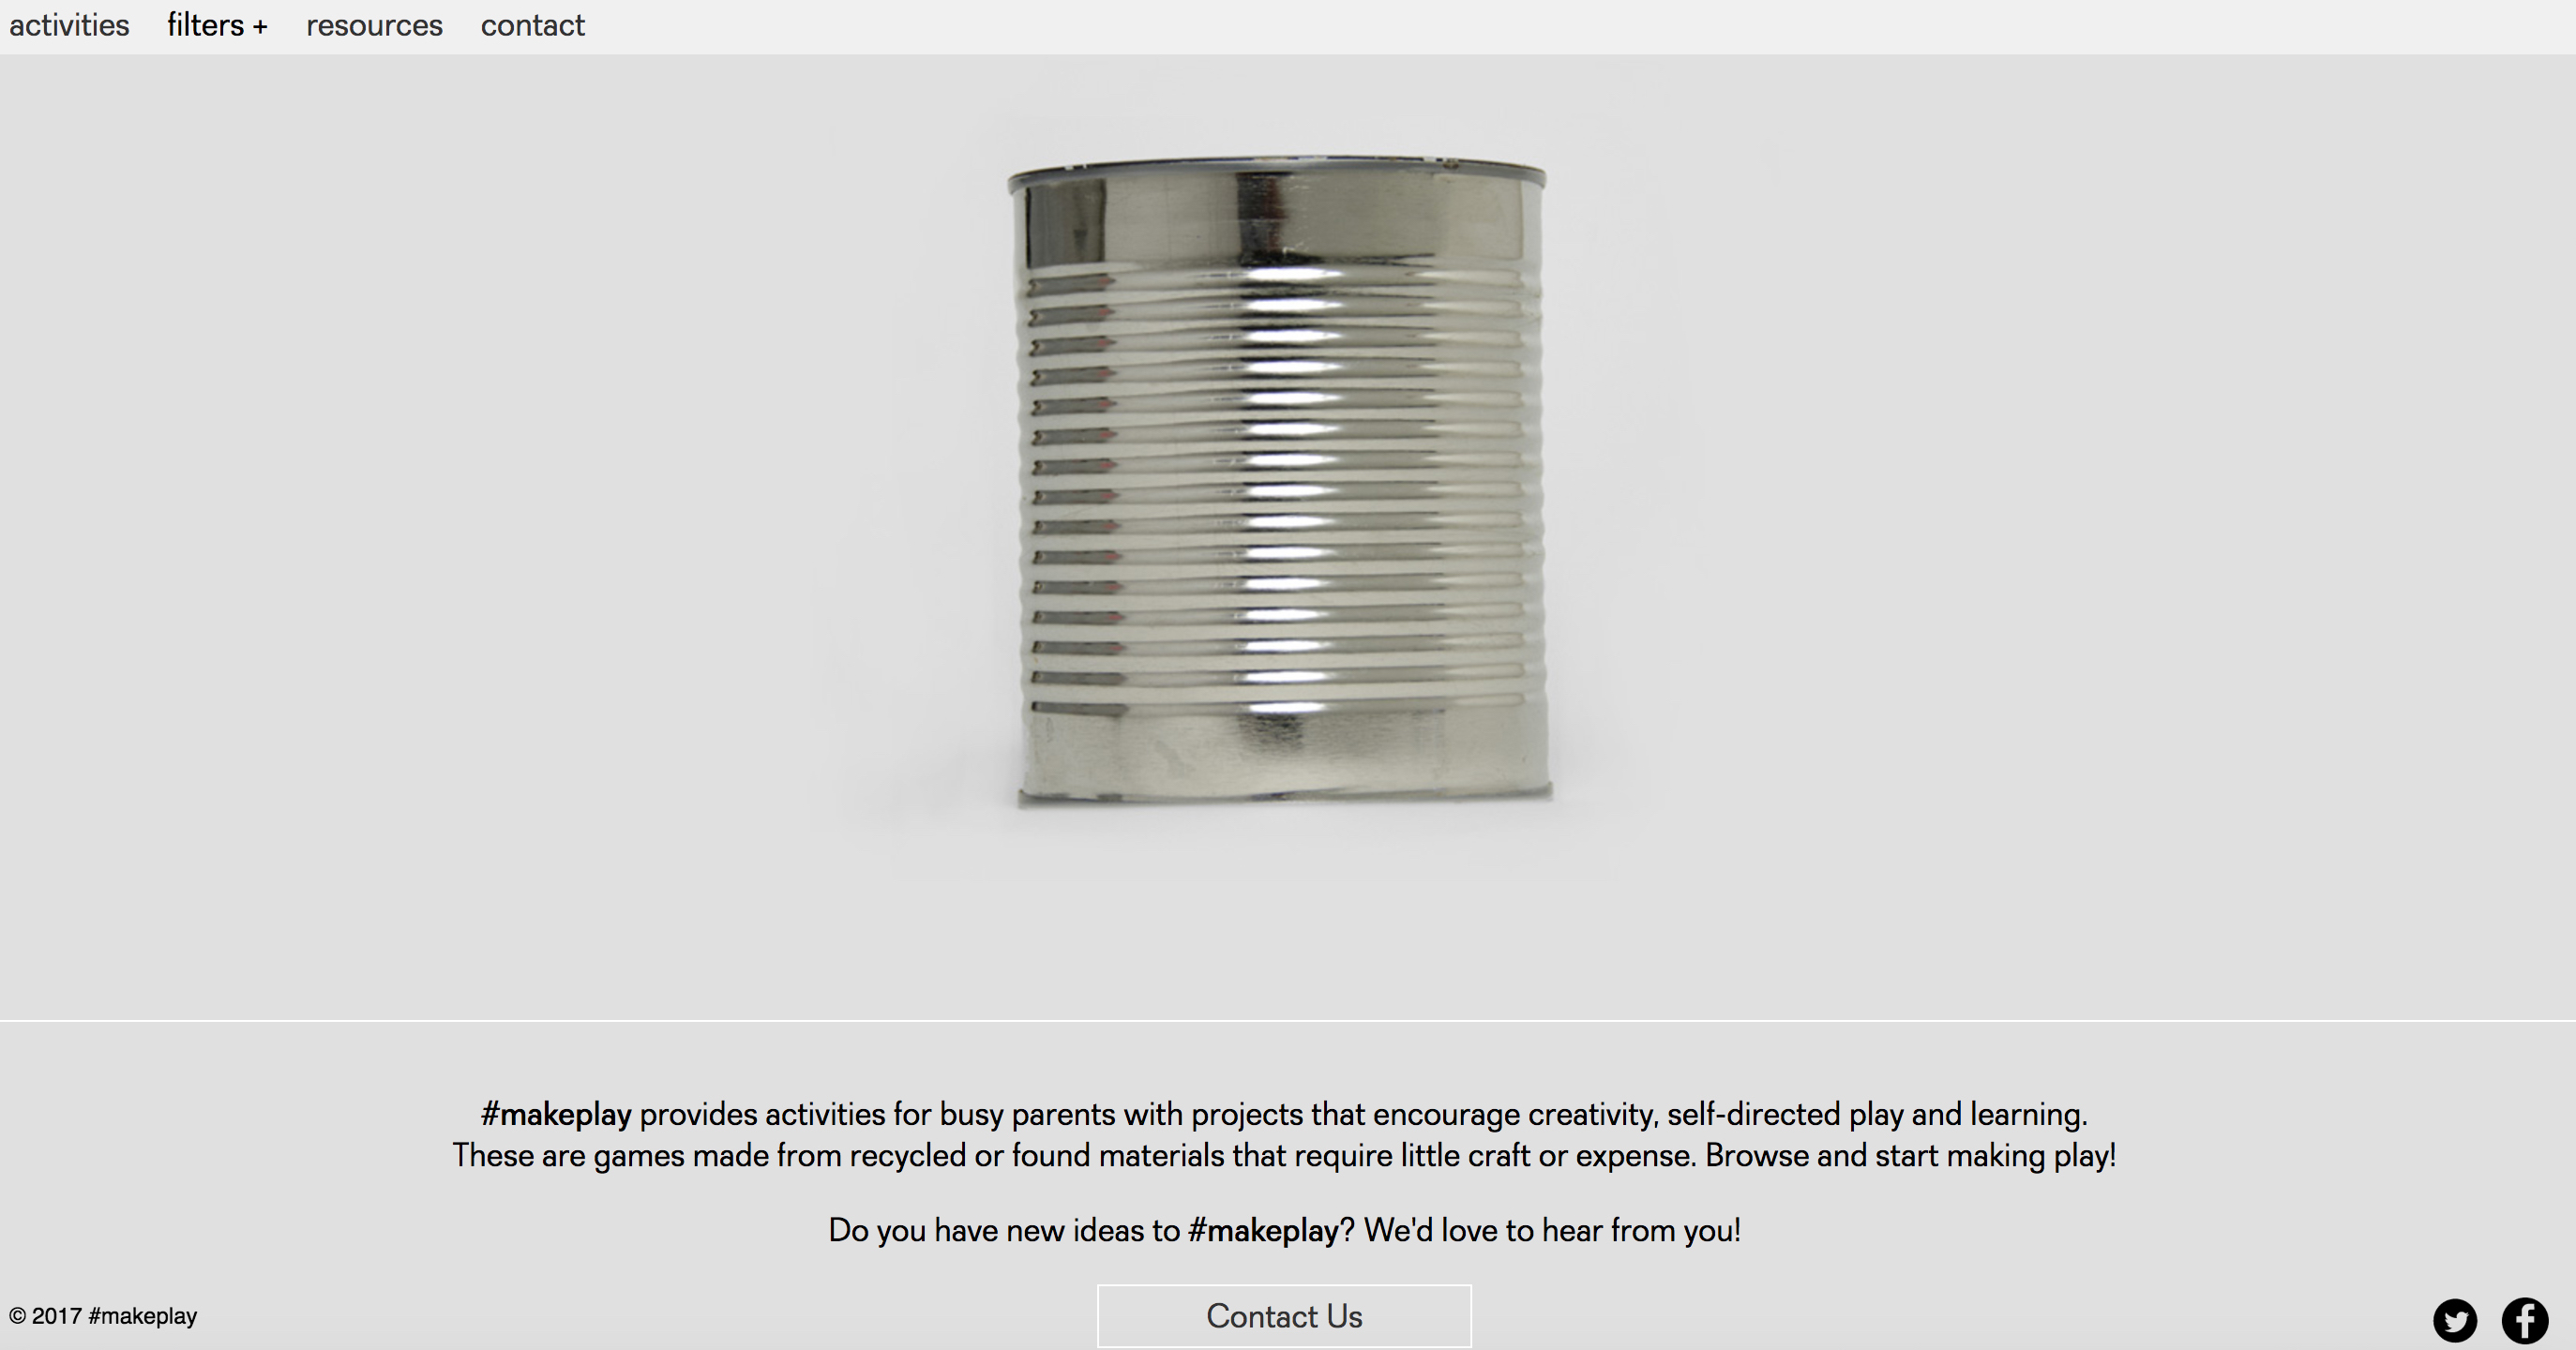 activities filters + resources contact
#makeplay provides activities for busy parents with projects that encourage creativity, self-directed play and learning.
These are games made from recycled or found materials that require little craft or expense. Browse and start making play!
Do you have new ideas to #makeplay? We'd love to hear from you!
Contact Us
© 2017 #makeplay